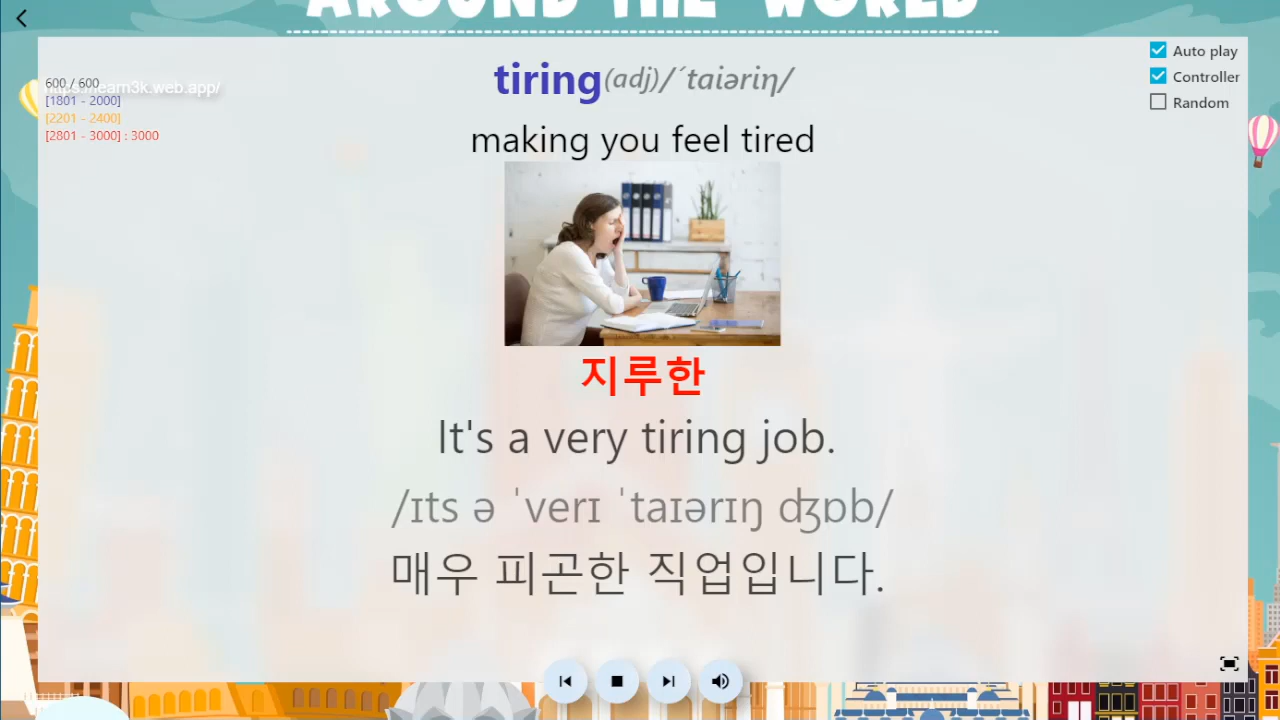 AROUND THE WORLD
Auto play
Controller
Random
600 / 600
https://learn3k.web.app/
[1801 - 2000]
[2201 - 2400]
[2801 - 3000] : 3000
tiring(adj)/ˊtaiəriη/
making you feel tired
지루한
It's a very tiring job.
/ɪts ə ˈverɪ ˈtaɪərɪŋ ʤɒb/
매우 피곤한 직업입니다.